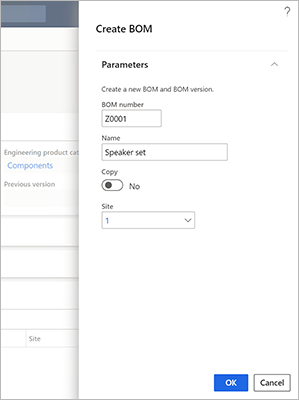 ?
Create BOM
Parameters
Create a new BOM and BOM version.
BOM number
Z0001
Name
Speaker set
Copy
No
Site
1
OK
Cancel
Engineering product cat
Components
Previous version
Site